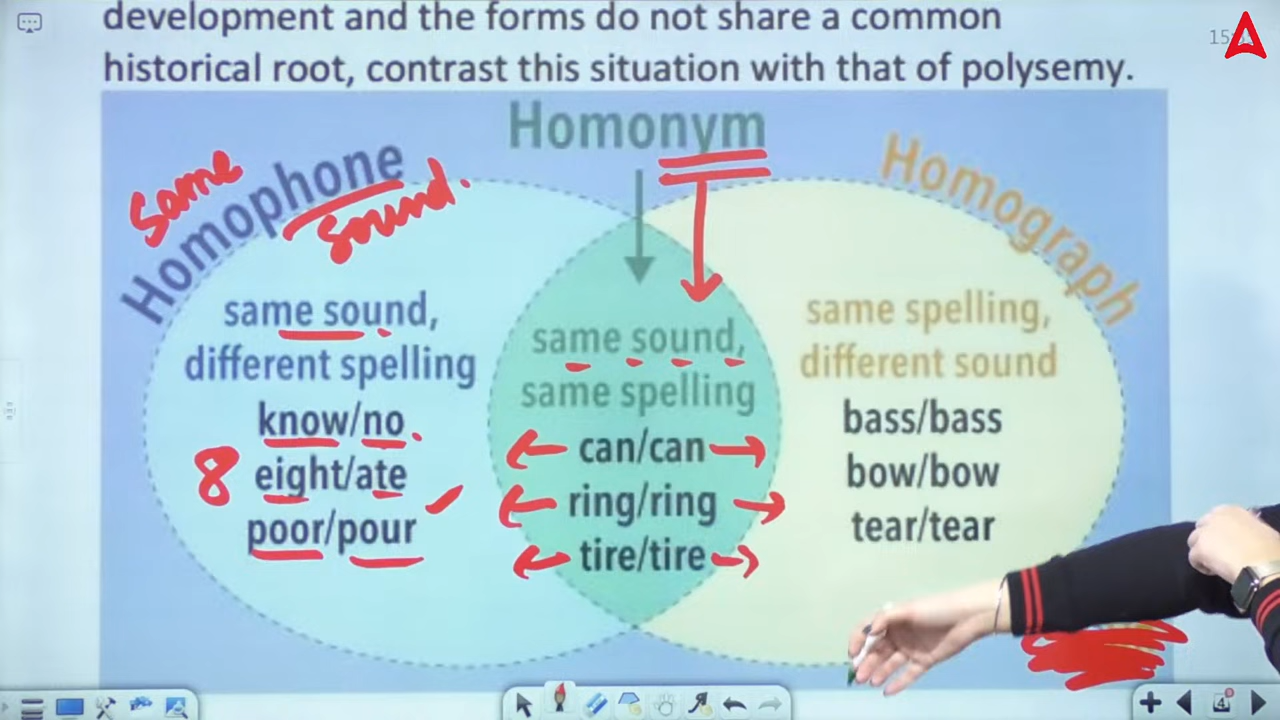 development and the forms do not share a common
historical root, contrast this situation with that of polysemy.
Homonym
Homophone
Same
sound.
Homograph
same sound,
different spelling
know/no
8 eight/ate
poor/pour
same sound,
same spelling
can/can
ring/ring
tire/tire
same spelling,
different sound
bass/bass
bow/bow
tear/tear